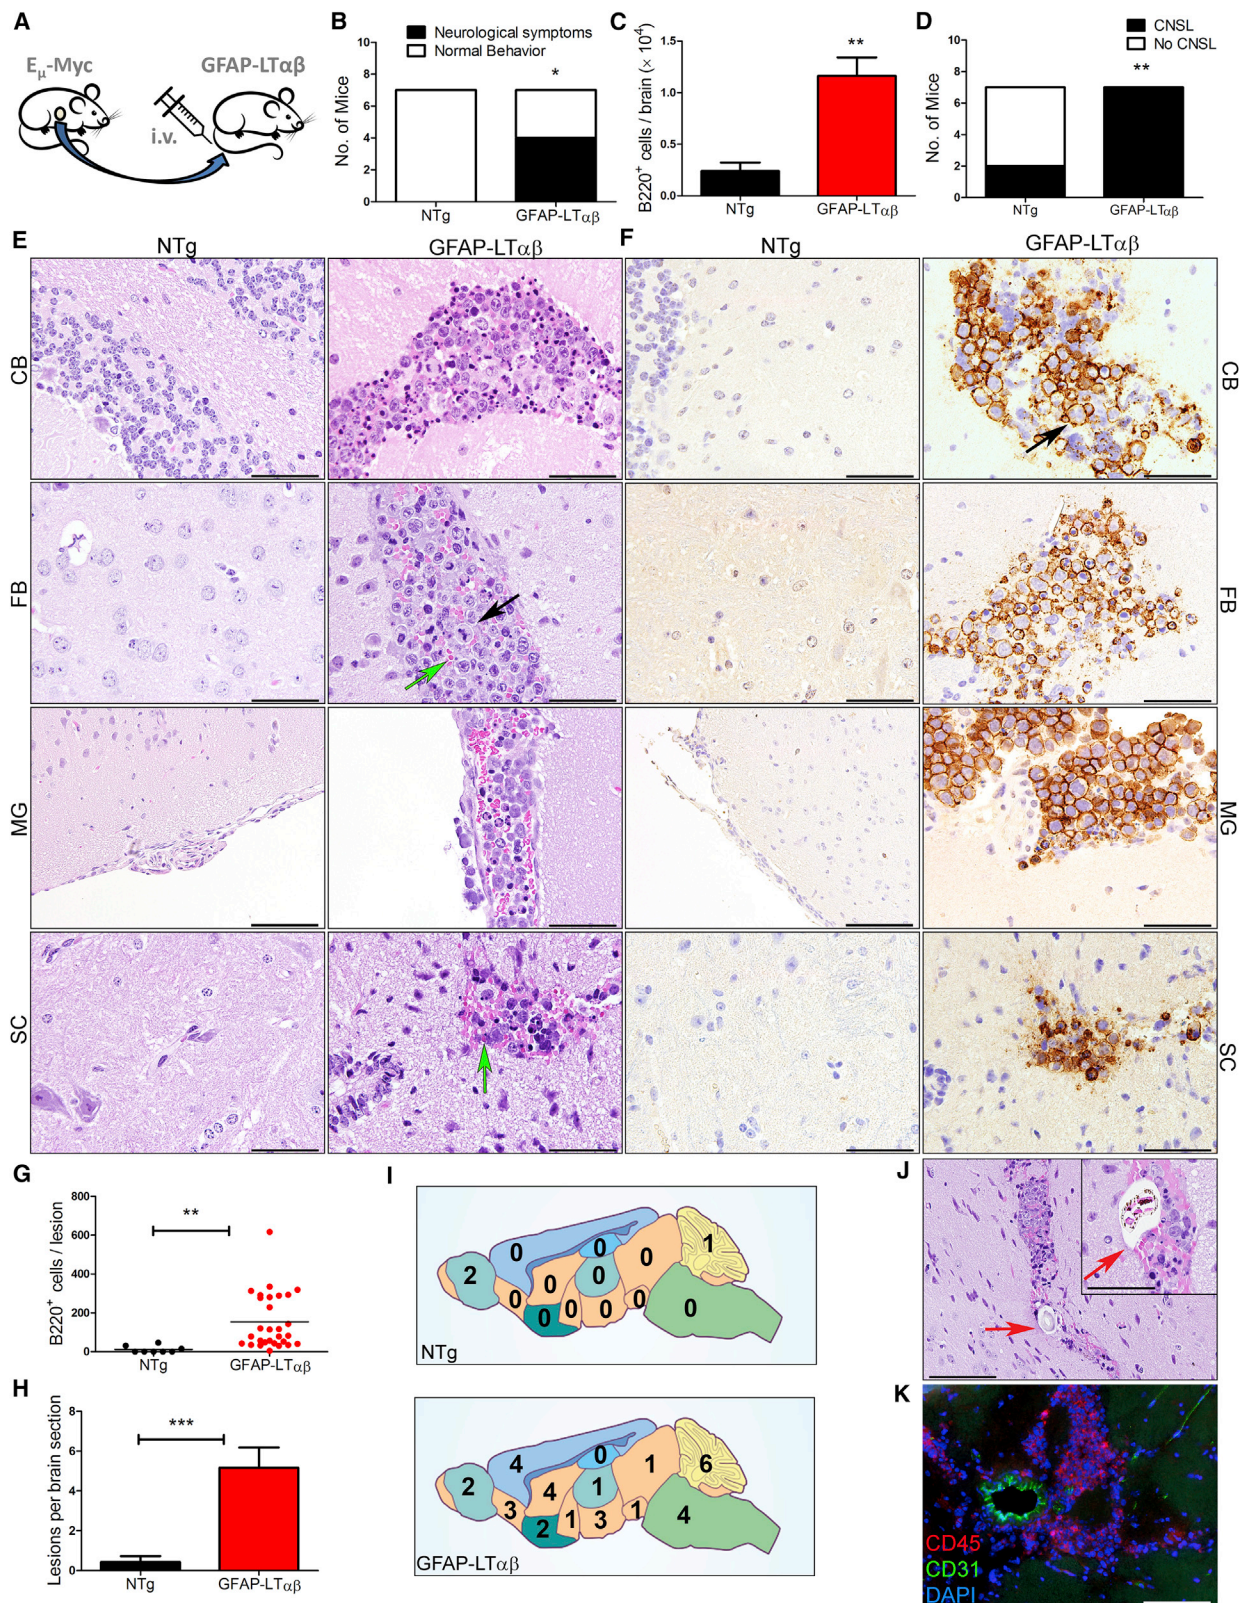 A
Eμ-Myc
GFAP-LTαβ
i.v.
B
Neurological symptoms
Normal Behavior
*
No. of Mice
10
8
6
4
2
0
NTg
GFAP-LTαβ
C
B220+ cells / brain (× 10⁴)
**
1.5
1.0
0.5
0.0
NTg
GFAP-LTαβ
D
CNSL
No CNSL
**
No. of Mice
10
8
6
4
2
0
NTg
GFAP-LTαβ
E
NTg
GFAP-LTαβ
F
NTg
GFAP-LTαβ
CB
CB
FB
FB
MG
MG
SC
SC
G
B220+ cells / lesion
**
800
600
400
200
0
NTg
GFAP-LTαβ
H
Lesions per brain section
***
8
6
4
2
0
NTg
GFAP-LTαβ
I
2
0
0
0
1
0
0
0
0
0
0
0
0
NTg
2
4
0
1
6
4
1
3
2
1
3
1
4
GFAP-LTαβ
J
K
CD45
CD31
DAPI